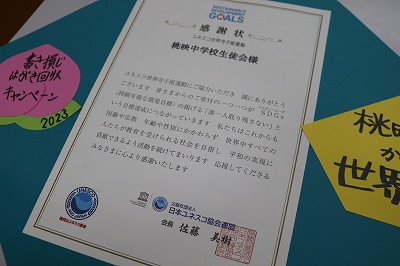 SUSTAINABLE
DEVELOPMENT
GOALS
感謝状
ユネスコ世界寺子屋運動
桃映中学校生徒会様
ユネスコ世界寺子屋運動にご協力いただき 誠にありがとう
ございます 皆さまからのご寄付の一つ一つが"SDGs
(持続可能な開発目標)の掲げる「誰一人取り残さない」と
いう目標達成につながっています 私たちはこれからも
国籍や宗教 年齢や性別にかかわらず 世界中すべての
人たちが教育を受けられる社会を目指し 平和の実現に
貢献できるよう活動を続けてまいります 応援してくださる
みなさまに心より感謝いたします
公益社団法人
日本ユネスコ協会連盟
会長 佐藤 美樹
書き損じ
はがき回収
キャンペーン
2023
桃田
か
世界